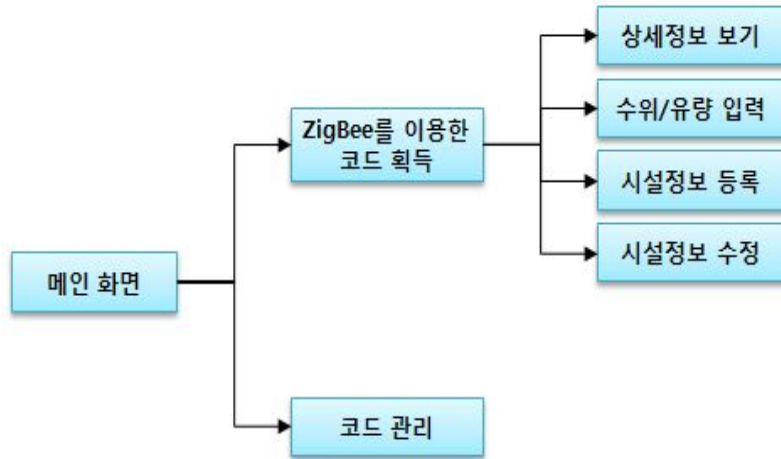 상세정보 보기
ZigBee를 이용한
코드 획득
수위/유량 입력
시설정보 등록
시설정보 수정
메인 화면
코드 관리